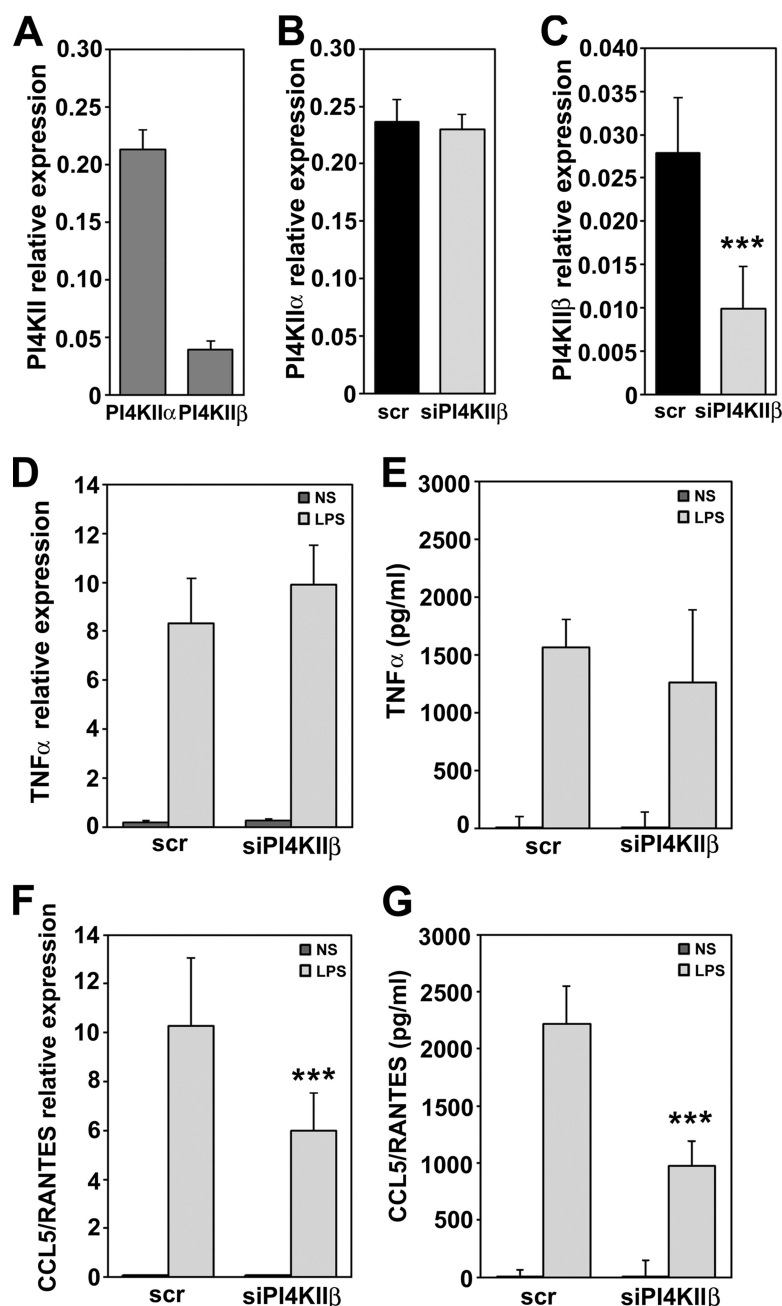 A
PI4KII relative expression
0.30
0.25
0.20
0.15
0.10
0.05
0
PI4KIIα PI4KIIβ
B
PI4KIIα relative expression
0.30
0.25
0.20
0.15
0.10
0.05
0
scr siPI4KIIβ
C
PI4KIIβ relative expression
0.040
0.035
0.030
0.025
0.020
0.015
0.010
0.005
0
***
scr siPI4KIIβ
D
TNFα relative expression
14
12
10
8
6
4
2
0
NS
LPS
scr siPI4KIIβ
E
TNFα (pg/ml)
3000
2500
2000
1500
1000
500
0
NS
LPS
scr siPI4KIIβ
F
CCL5/RANTES relative expression
14
12
10
8
6
4
2
0
NS
LPS
***
scr siPI4KIIβ
G
CCL5/RANTES (pg/ml)
3000
2500
2000
1500
1000
500
0
NS
LPS
***
scr siPI4KIIβ